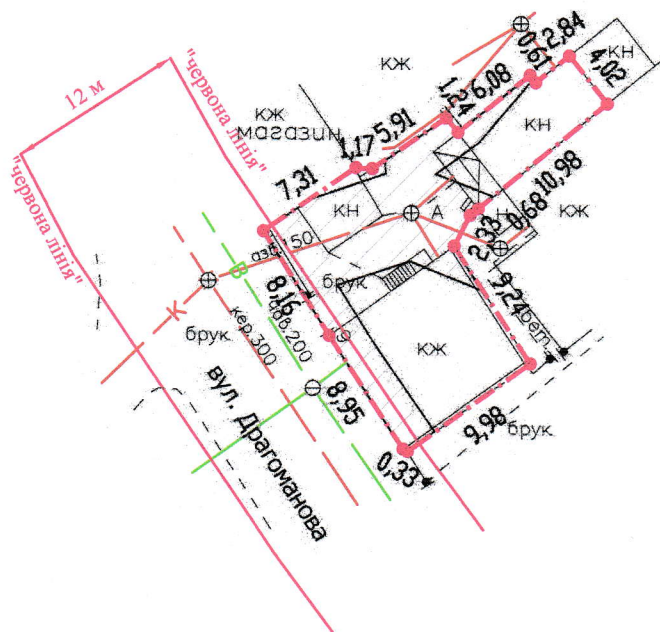 2,84
0,61
КН
4,02
"червона лінія"
12 м
КЖ
6,08
1,24
КЖ
магазин
5,91
КН
1,17
"червона лінія"
7,31
10,98
КН
А
Н
КЖ
0,68
2,33
аз.150
В
8,16
брук
9,24
К
кер.300
бет.
брук
КЖ
вул. Драгоманова
8,95
9,98
брук
0,33